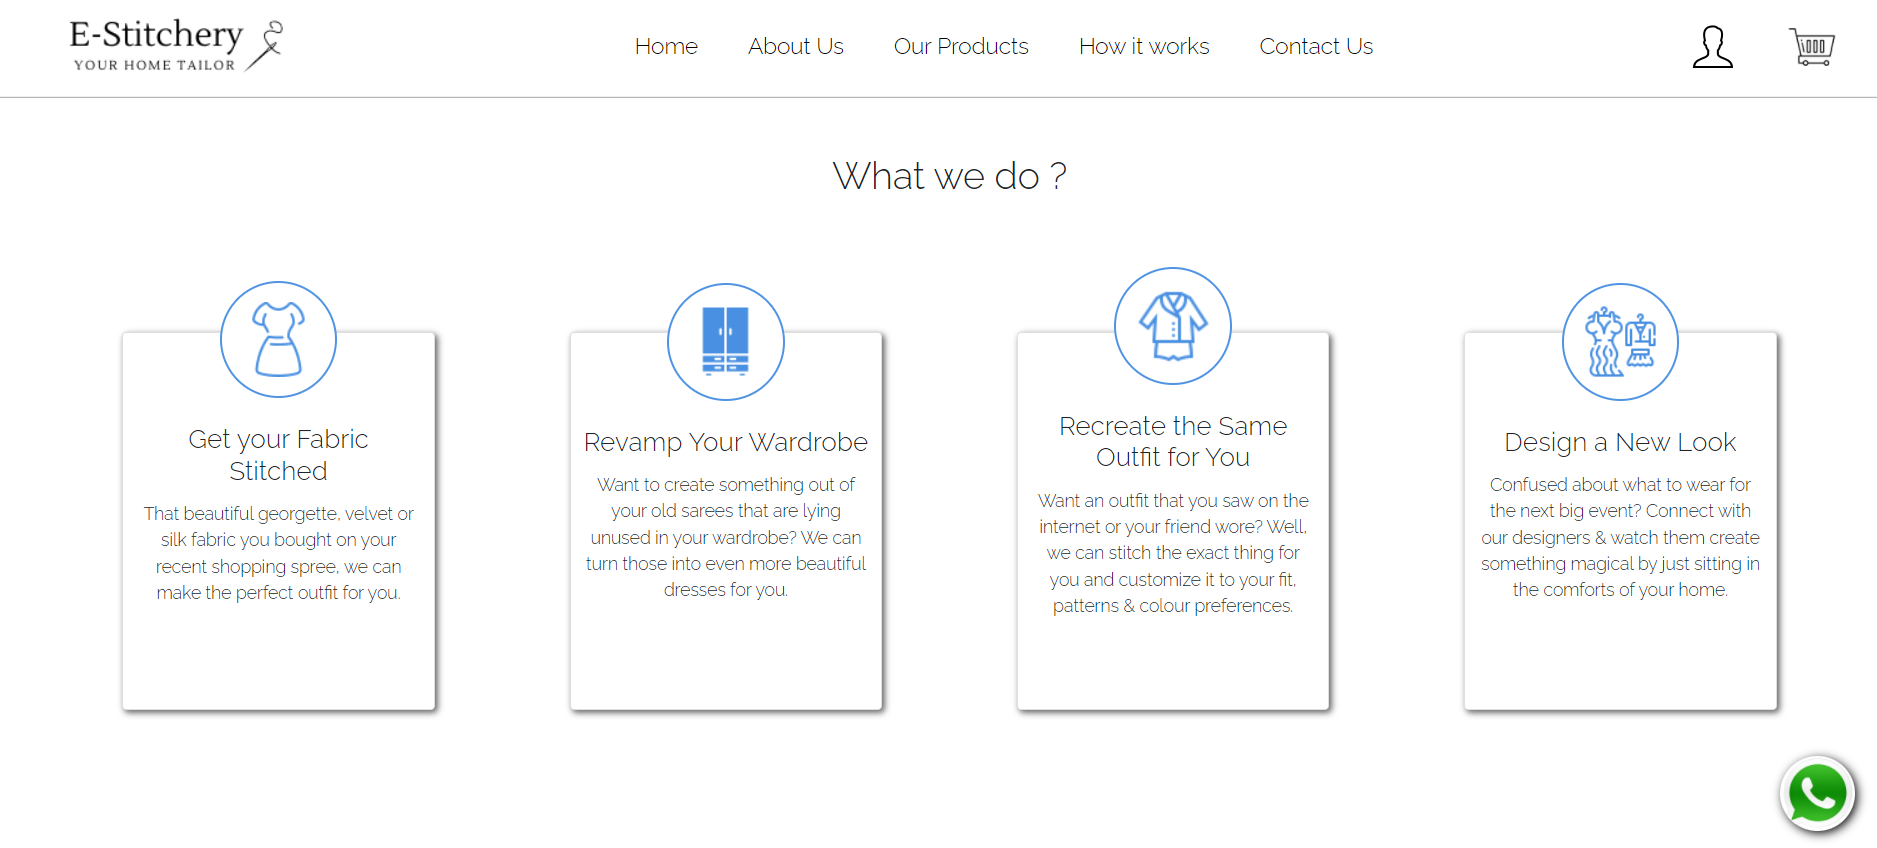 E-Stitchery
YOUR HOME TAILOR
Home About Us Our Products How it works Contact Us
What we do ?
Get your Fabric
Stitched
That beautiful georgette, velvet or
silk fabric you bought on your
recent shopping spree, we can
make the perfect outfit for you.
Revamp Your Wardrobe
Want to create something out of
your old sarees that are lying
unused in your wardrobe? We can
turn those into even more beautiful
dresses for you.
Recreate the Same
Outfit for You
Want an outfit that you saw on the
internet or your friend wore? Well,
we can stitch the exact thing for
you and customize it to your fit,
patterns & colour preferences.
Design a New Look
Confused about what to wear for
the next big event? Connect with
our designers & watch them create
something magical by just sitting in
the comforts of your home.